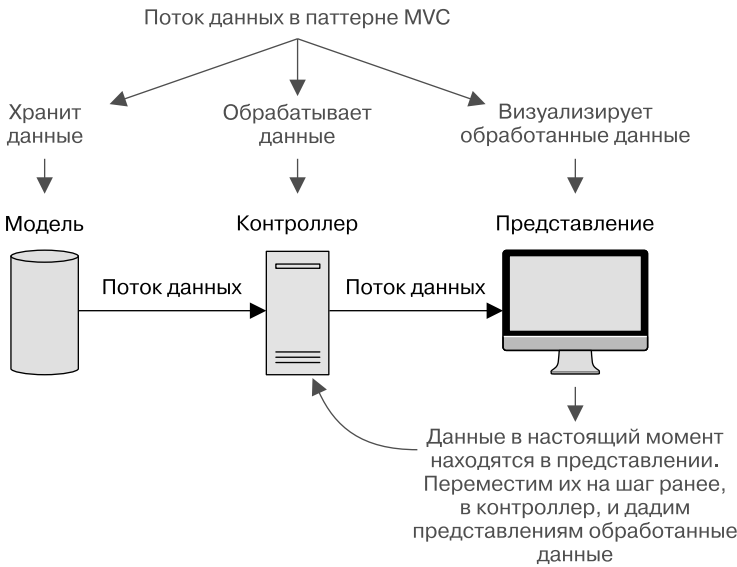 Поток данных в паттерне MVC
Хранит
данные
Обрабатывает
данные
Визуализирует
обработанные данные
Модель
Контроллер
Представление
Поток данных
Поток данных
Данные в настоящий момент
находятся в представлении.
Переместим их на шаг ранее,
в контроллер, и дадим
представлениям обработанные
данные